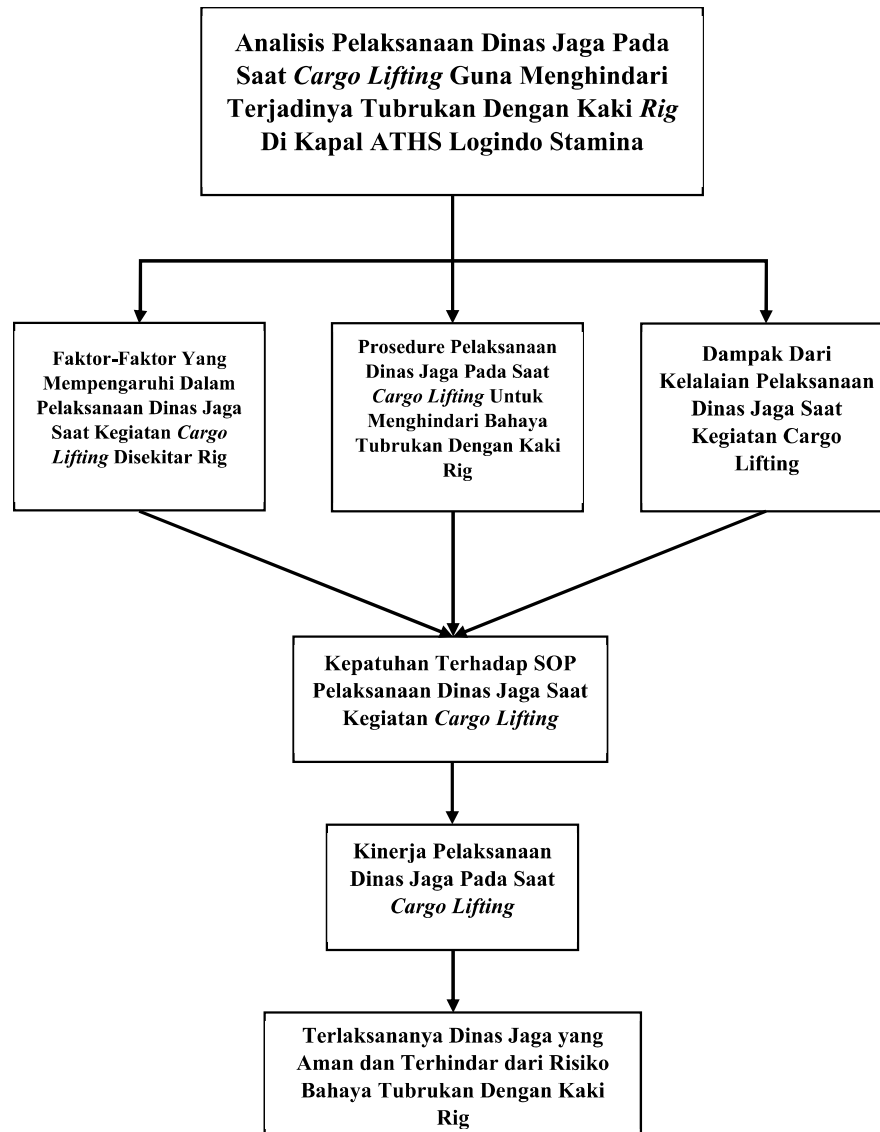 Analisis Pelaksanaan Dinas Jaga Pada
Saat Cargo Lifting Guna Menghindari
Terjadinya Tubrukan Dengan Kaki Rig
Di Kapal ATHS Logindo Stamina
Faktor-Faktor Yang
Mempengaruhi Dalam
Pelaksanaan Dinas Jaga
Saat Kegiatan Cargo
Lifting Disekitar Rig
Prosedure Pelaksanaan
Dinas Jaga Pada Saat
Cargo Lifting Untuk
Menghindari Bahaya
Tubrukan Dengan Kaki
Rig
Dampak Dari
Kelalaian Pelaksanaan
Dinas Jaga Saat
Kegiatan Cargo
Lifting
Kepatuhan Terhadap SOP
Pelaksanaan Dinas Jaga Saat
Kegiatan Cargo Lifting
Kinerja Pelaksanaan
Dinas Jaga Pada Saat
Cargo Lifting
Terlaksananya Dinas Jaga yang
Aman dan Terhindar dari Risiko
Bahaya Tubrukan Dengan Kaki
Rig